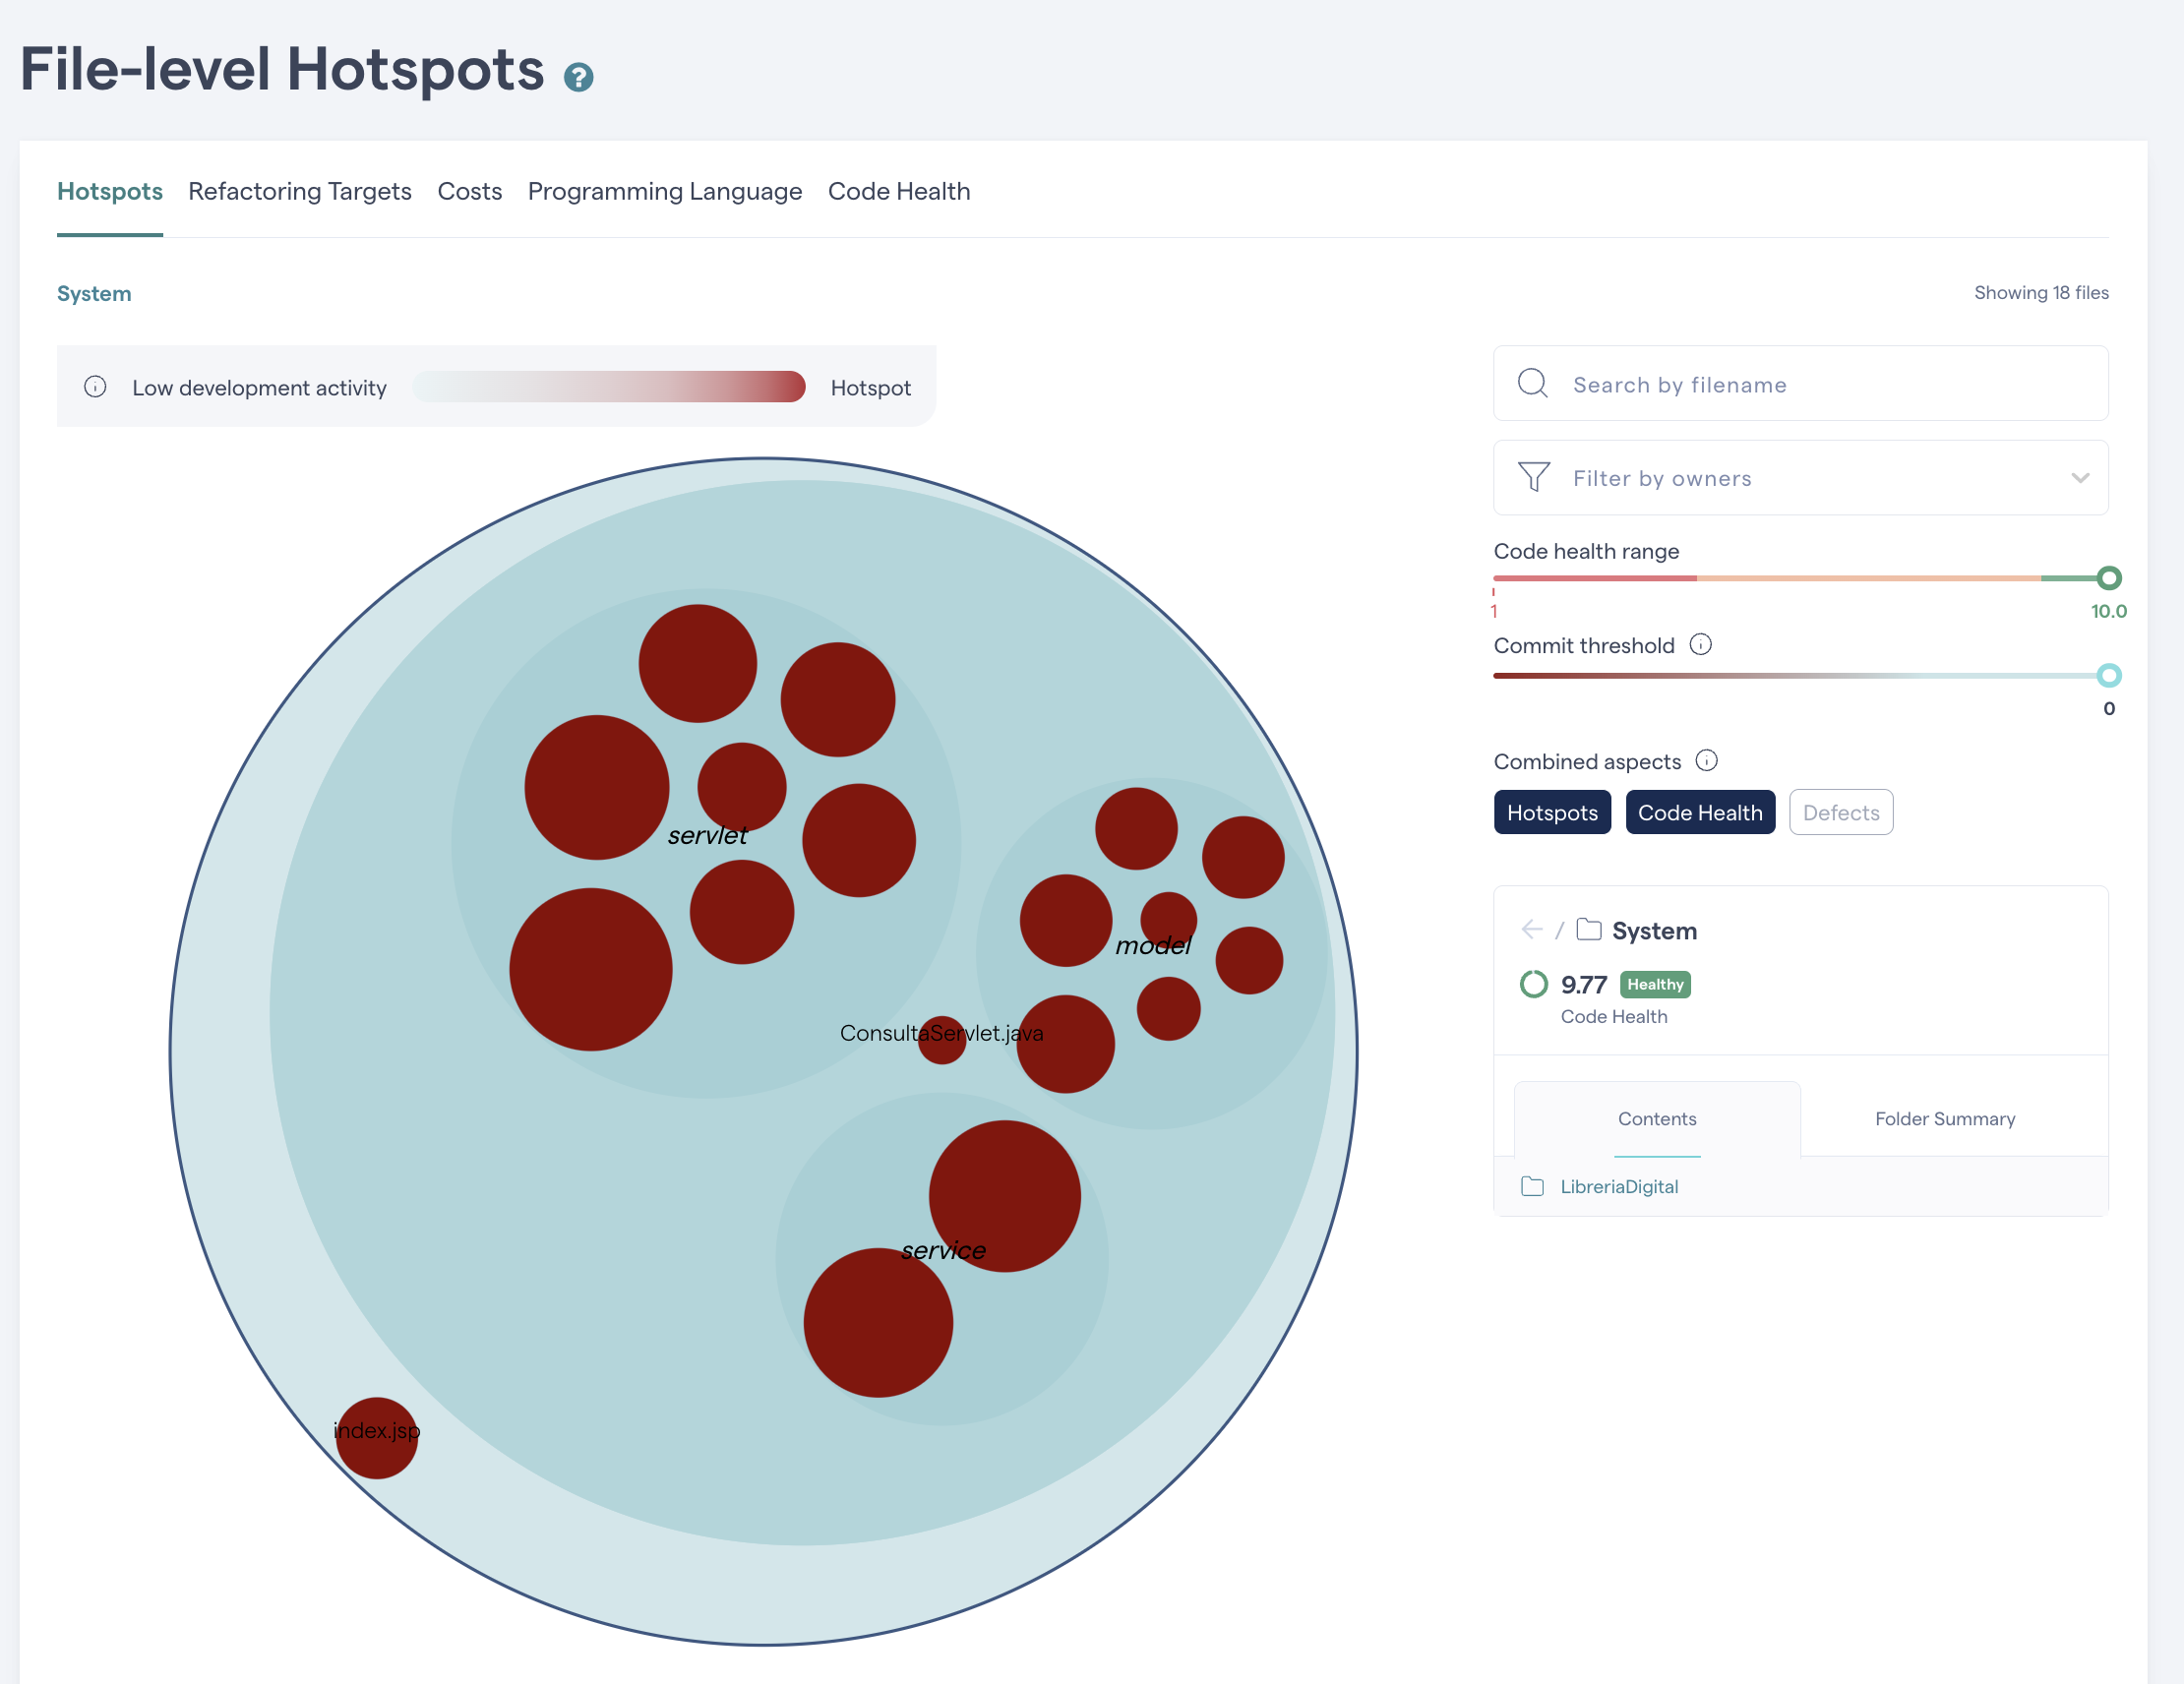 File-level Hotspots ?
Hotspots Refactoring Targets Costs Programming Language Code Health
System
Showing 18 files
Low development activity Hotspot
Search by filename
Filter by owners
Code health range
1 10.0
Commit threshold
0
Combined aspects
Hotspots Code Health Defects
/ System
9.77 Healthy
Code Health
Contents Folder Summary
LibreriaDigital
servlet
model
ConsultaServlet.java
service
index.jsp